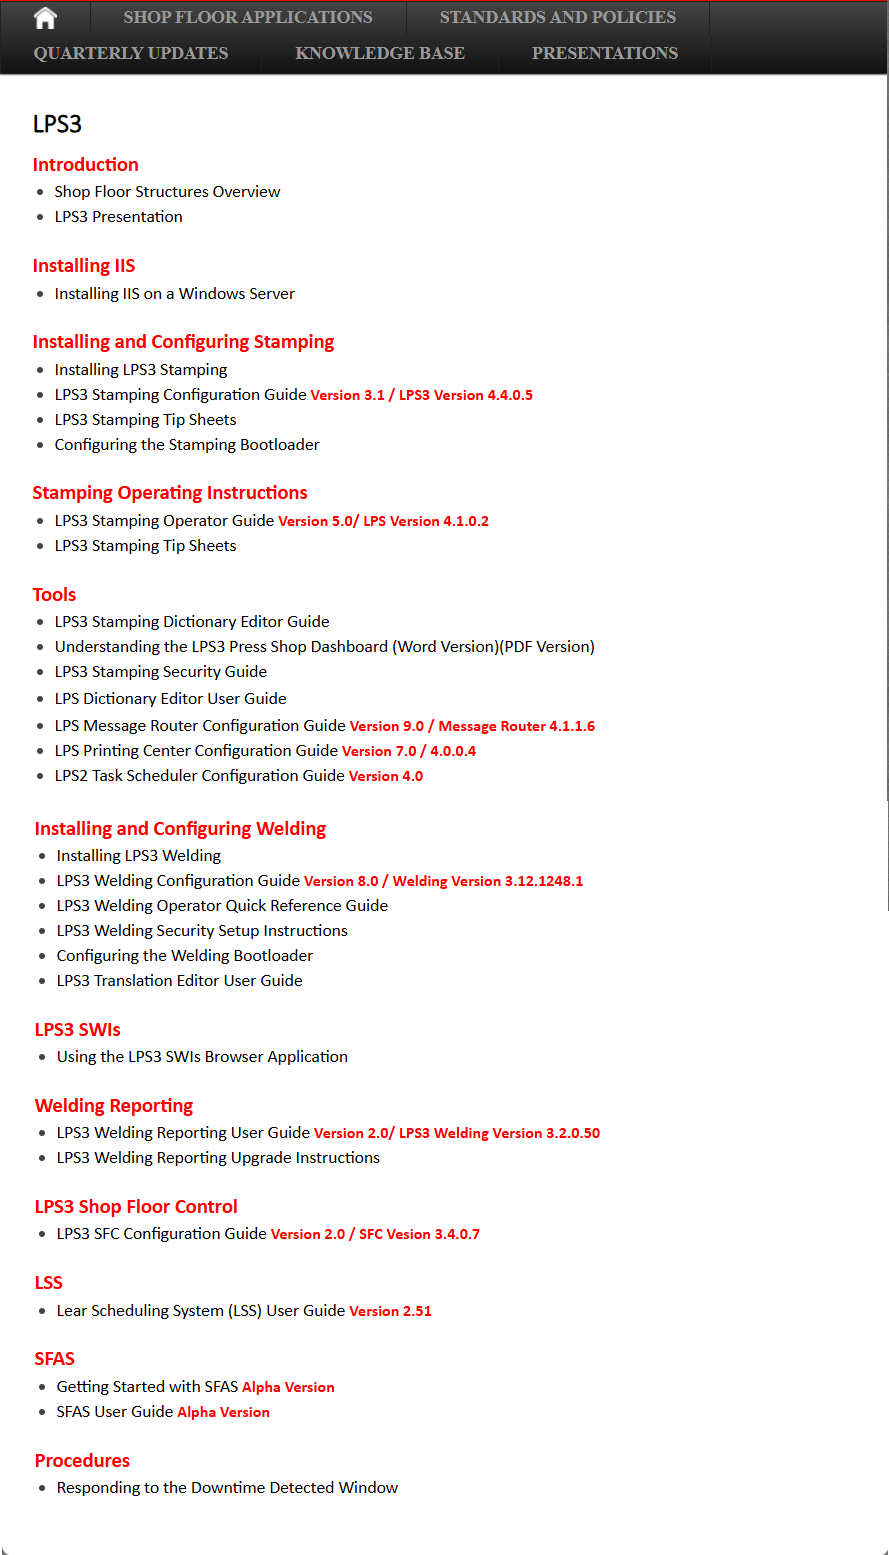 SHOP FLOOR APPLICATIONS STANDARDS AND POLICIES
QUARTERLY UPDATES KNOWLEDGE BASE PRESENTATIONS
LPS3
Introduction
• Shop Floor Structures Overview
• LPS3 Presentation
Installing IIS
• Installing IIS on a Windows Server
Installing and Configuring Stamping
• Installing LPS3 Stamping
• LPS3 Stamping Configuration Guide Version 3.1 / LPS3 Version 4.4.0.5
• LPS3 Stamping Tip Sheets
• Configuring the Stamping Bootloader
Stamping Operating Instructions
• LPS3 Stamping Operator Guide Version 5.0/ LPS Version 4.1.0.2
• LPS3 Stamping Tip Sheets
Tools
• LPS3 Stamping Dictionary Editor Guide
• Understanding the LPS3 Press Shop Dashboard (Word Version)(PDF Version)
• LPS3 Stamping Security Guide
• LPS Dictionary Editor User Guide
• LPS Message Router Configuration Guide Version 9.0 / Message Router 4.1.1.6
• LPS Printing Center Configuration Guide Version 7.0 / 4.0.0.4
• LPS2 Task Scheduler Configuration Guide Version 4.0
Installing and Configuring Welding
• Installing LPS3 Welding
• LPS3 Welding Configuration Guide Version 8.0 / Welding Version 3.12.1248.1
• LPS3 Welding Operator Quick Reference Guide
• LPS3 Welding Security Setup Instructions
• Configuring the Welding Bootloader
• LPS3 Translation Editor User Guide
LPS3 SWIs
• Using the LPS3 SWIs Browser Application
Welding Reporting
• LPS3 Welding Reporting User Guide Version 2.0/ LPS3 Welding Version 3.2.0.50
• LPS3 Welding Reporting Upgrade Instructions
LPS3 Shop Floor Control
• LPS3 SFC Configuration Guide Version 2.0 / SFC Vesion 3.4.0.7
LSS
• Lear Scheduling System (LSS) User Guide Version 2.51
SFAS
• Getting Started with SFAS Alpha Version
• SFAS User Guide Alpha Version
Procedures
• Responding to the Downtime Detected Window